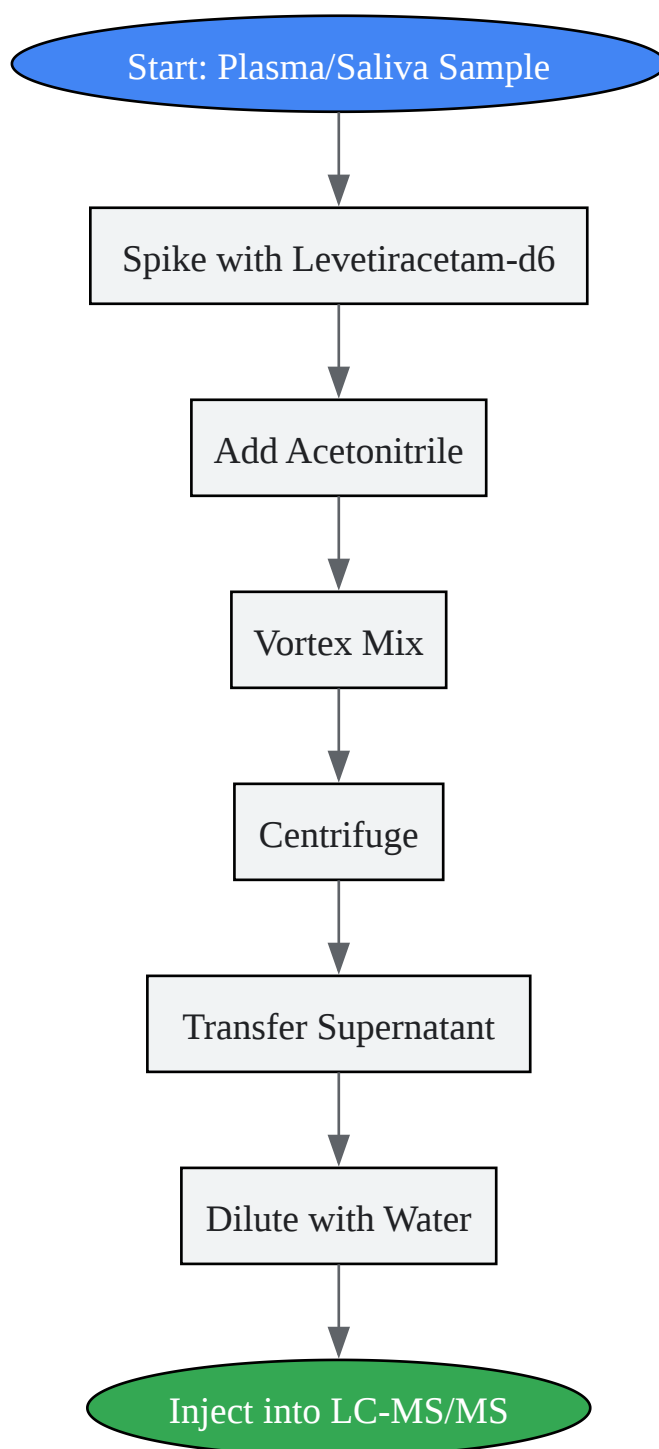 Start: Plasma/Saliva Sample
Spike with Levetiracetam-d6
Add Acetonitrile
Vortex Mix
Centrifuge
Transfer Supernatant
Dilute with Water
Inject into LC-MS/MS